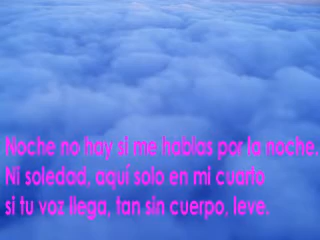 Noche no hay si me hablas por la noche.
Ni soledad, aquí solo en mi cuarto
si tu voz llega, tan sin cuerpo, leve.